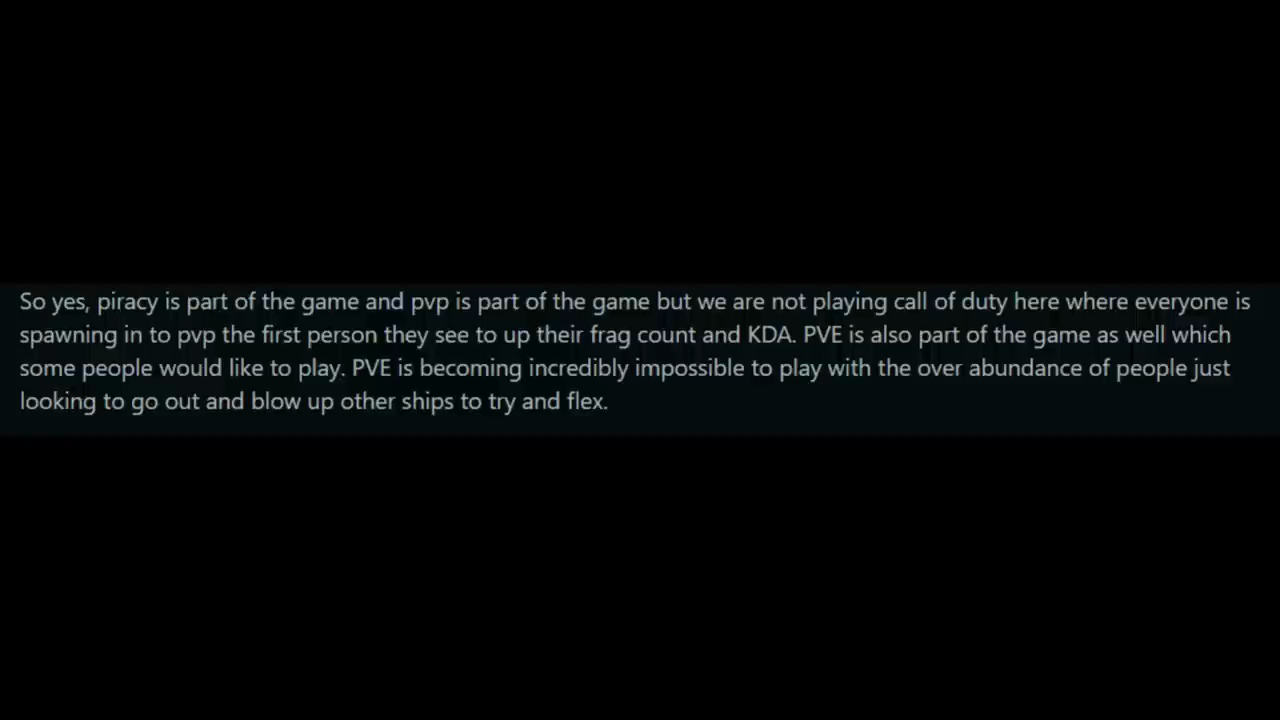 So yes, piracy is part of the game and pvp is part of the game but we are not playing call of duty here where everyone is
spawning in to pvp the first person they see to up their frag count and KDA. PVE is also part of the game as well which
some people would like to play. PVE is becoming incredibly impossible to play with the over abundance of people just
looking to go out and blow up other ships to try and flex.